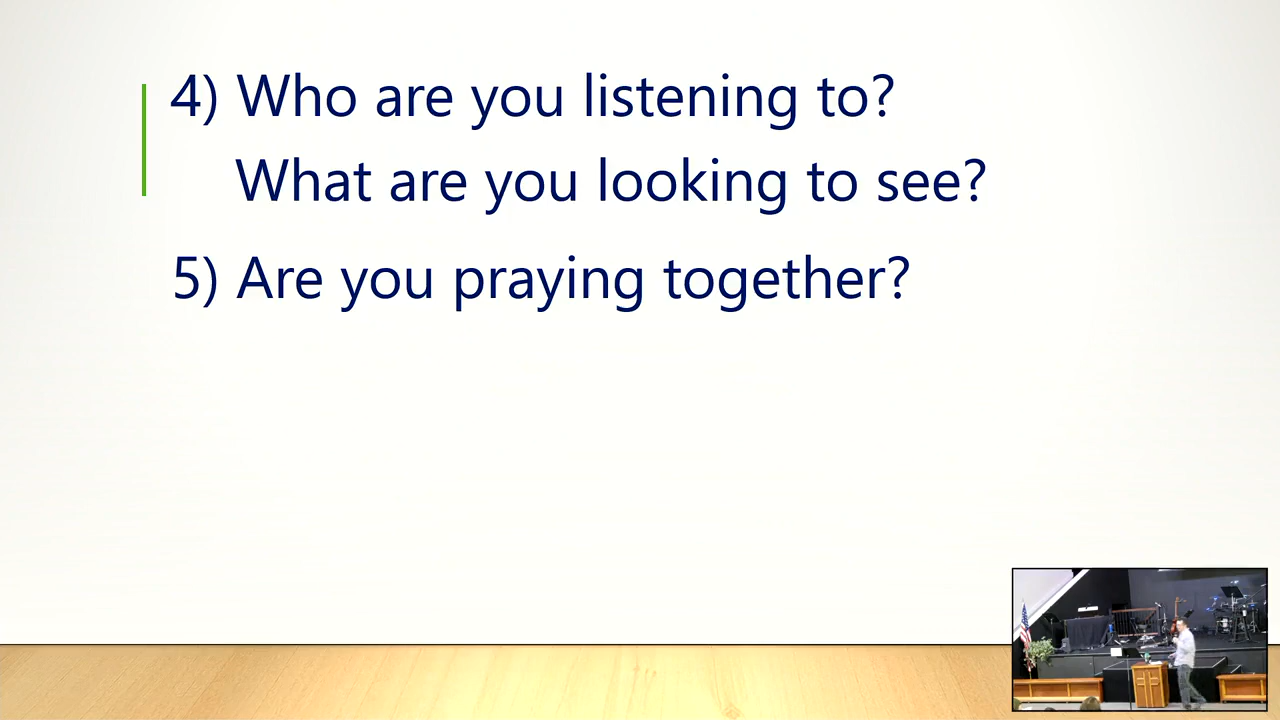 4) Who are you listening to?
What are you looking to see?
5) Are you praying together?